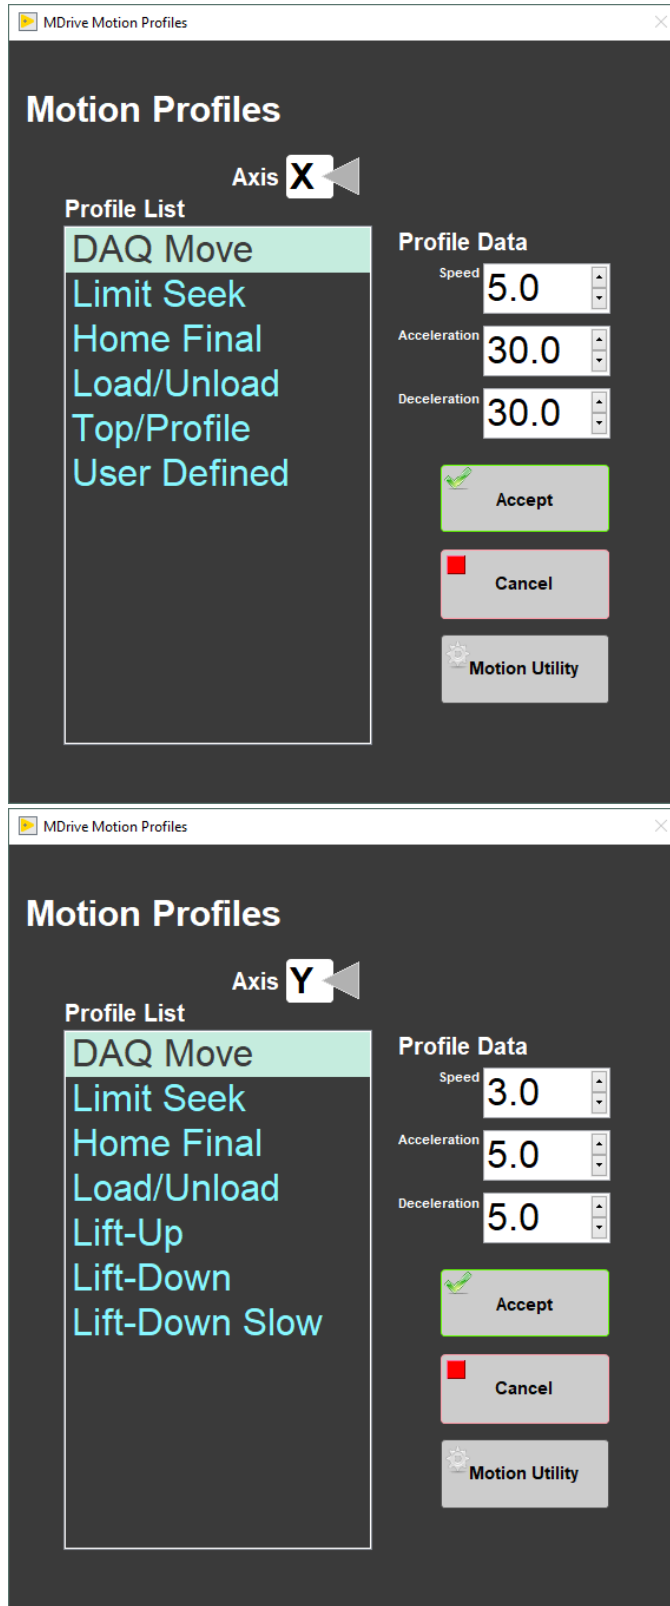 MDrive Motion Profiles
Motion Profiles
Axis X
Profile List
DAQ Move
Limit Seek
Home Final
Load/Unload
Top/Profile
User Defined
Profile Data
Speed 5.0
Acceleration 30.0
Deceleration 30.0
Accept
Cancel
Motion Utility
MDrive Motion Profiles
Motion Profiles
Axis Y
Profile List
DAQ Move
Limit Seek
Home Final
Load/Unload
Lift-Up
Lift-Down
Lift-Down Slow
Profile Data
Speed 3.0
Acceleration 5.0
Deceleration 5.0
Accept
Cancel
Motion Utility